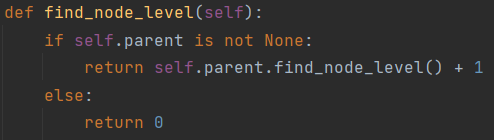 def find_node_level(self):
    if self.parent is not None:
        return self.parent.find_node_level() + 1
    else:
        return 0